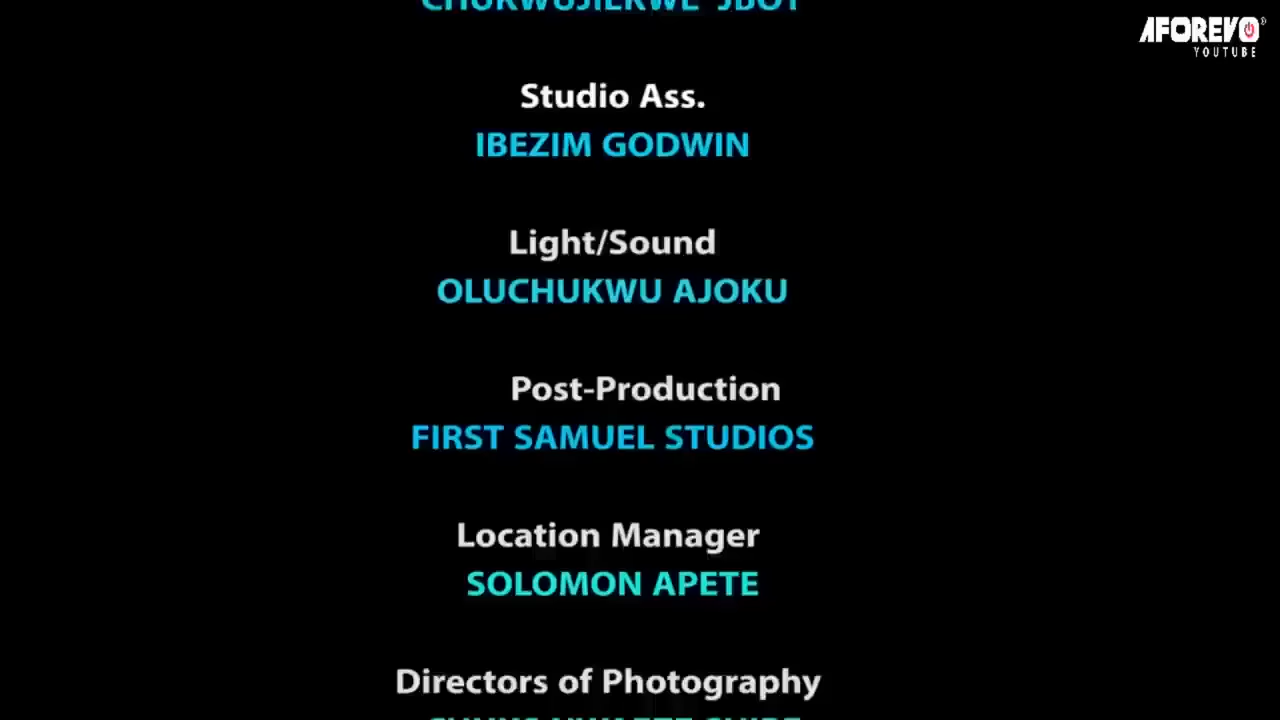 AFOREVO
YOUTUBE
Studio Ass.
IBEZIM GODWIN
Light/Sound
OLUCHUKWU AJOKU
Post-Production
FIRST SAMUEL STUDIOS
Location Manager
SOLOMON APETE
Directors of Photography